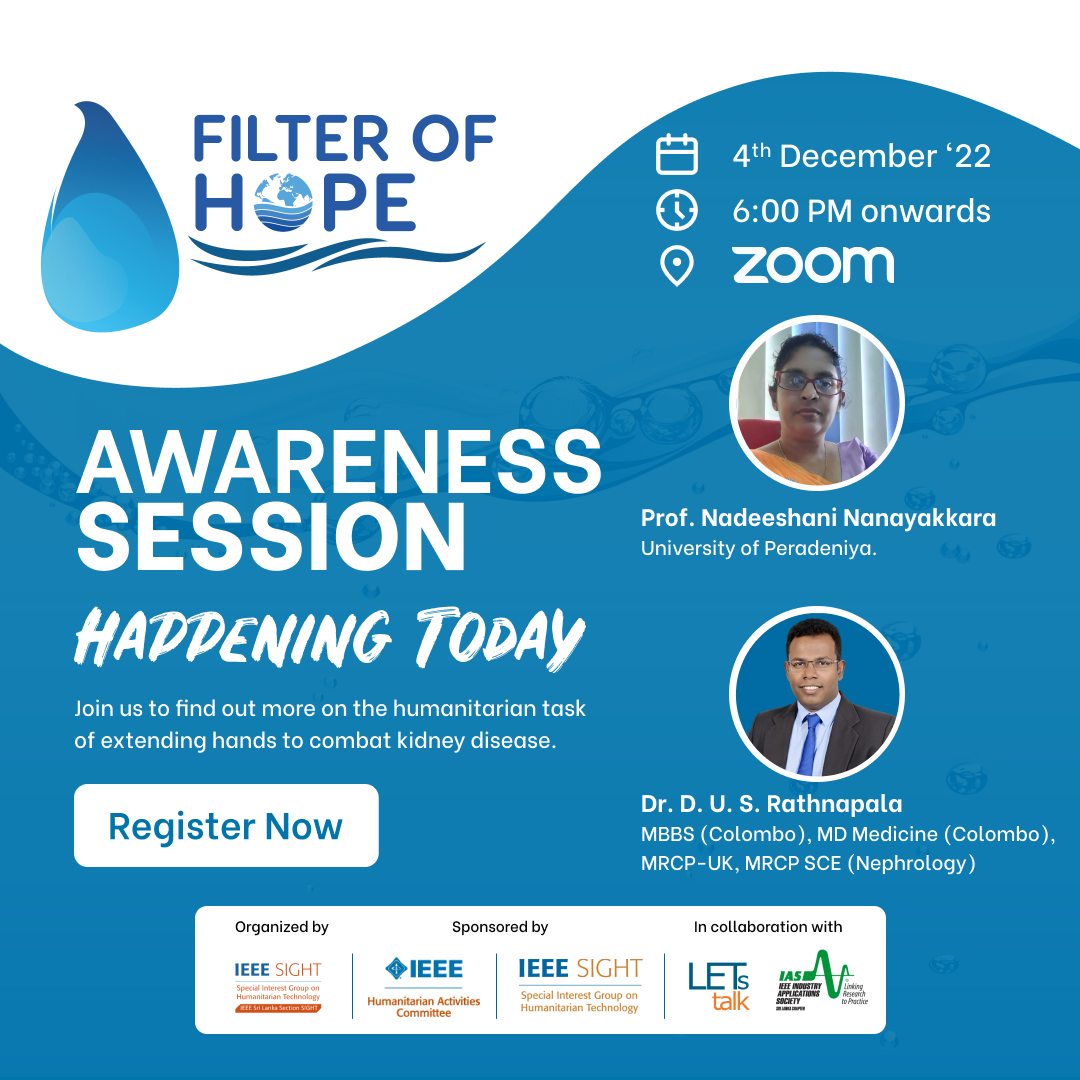 FILTER OF
HOPE
4th December ‘22
6:00 PM onwards
zoom
AWARENESS
SESSION
HAPPENING TODAY
Join us to find out more on the humanitarian task
of extending hands to combat kidney disease.
Register Now
Prof. Nadeeshani Nanayakkara
University of Peradeniya.
Dr. D. U. S. Rathnapala
MBBS (Colombo), MD Medicine (Colombo),
MRCP-UK, MRCP SCE (Nephrology)
Organized by
IEEE SIGHT
Special Interest Group on
Humanitarian Technology
IEEE Sri Lanka Section SIGHT
Sponsored by
IEEE
Humanitarian Activities
Committee
IEEE SIGHT
Special Interest Group on
Humanitarian Technology
In collaboration with
LETs
talk
IAS
IEEE INDUSTRY
APPLICATIONS
SOCIETY
SRI LANKA CHAPTER
Linking
Research
to Practice